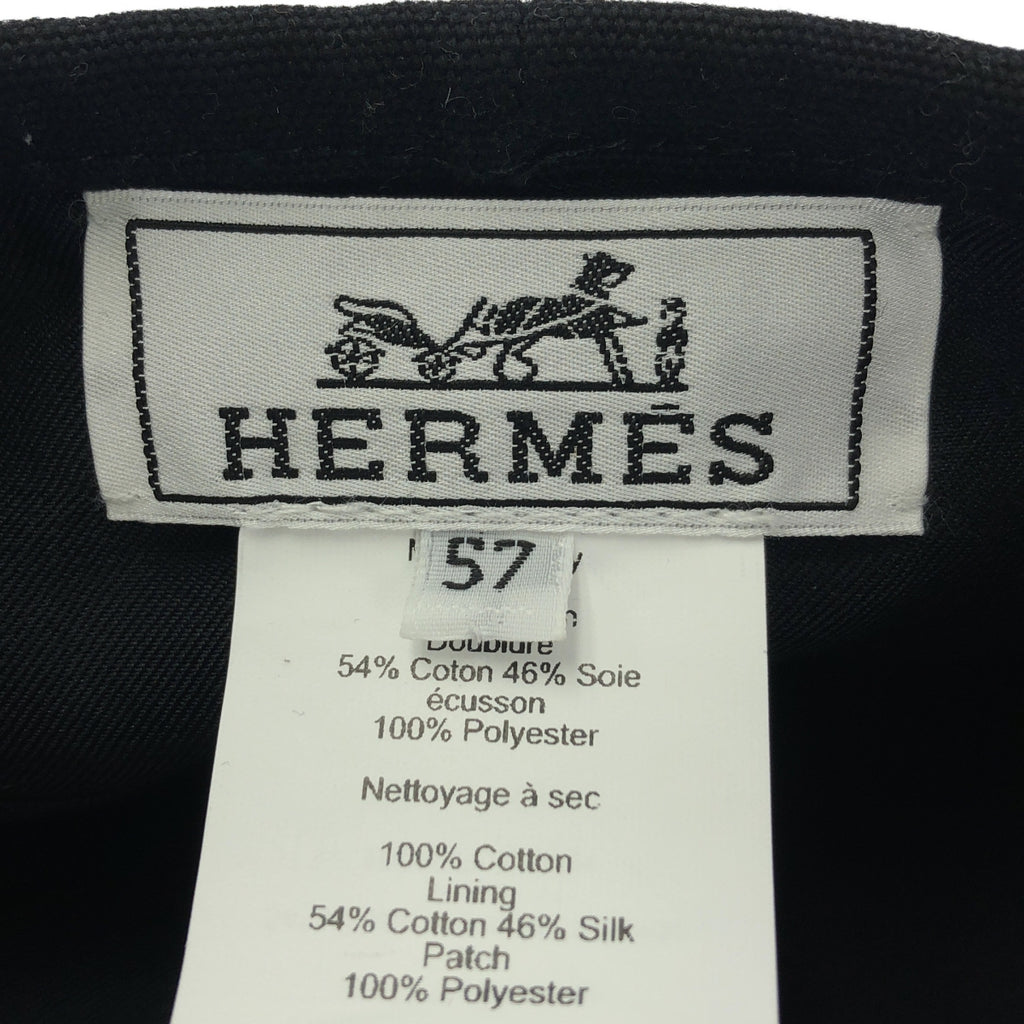 HERMÈS
57
Doublure
54% Coton 46% Soie
écusson
100% Polyester
Nettoyage à sec
100% Cotton
Lining
54% Cotton 46% Silk
Patch
100% Polyester